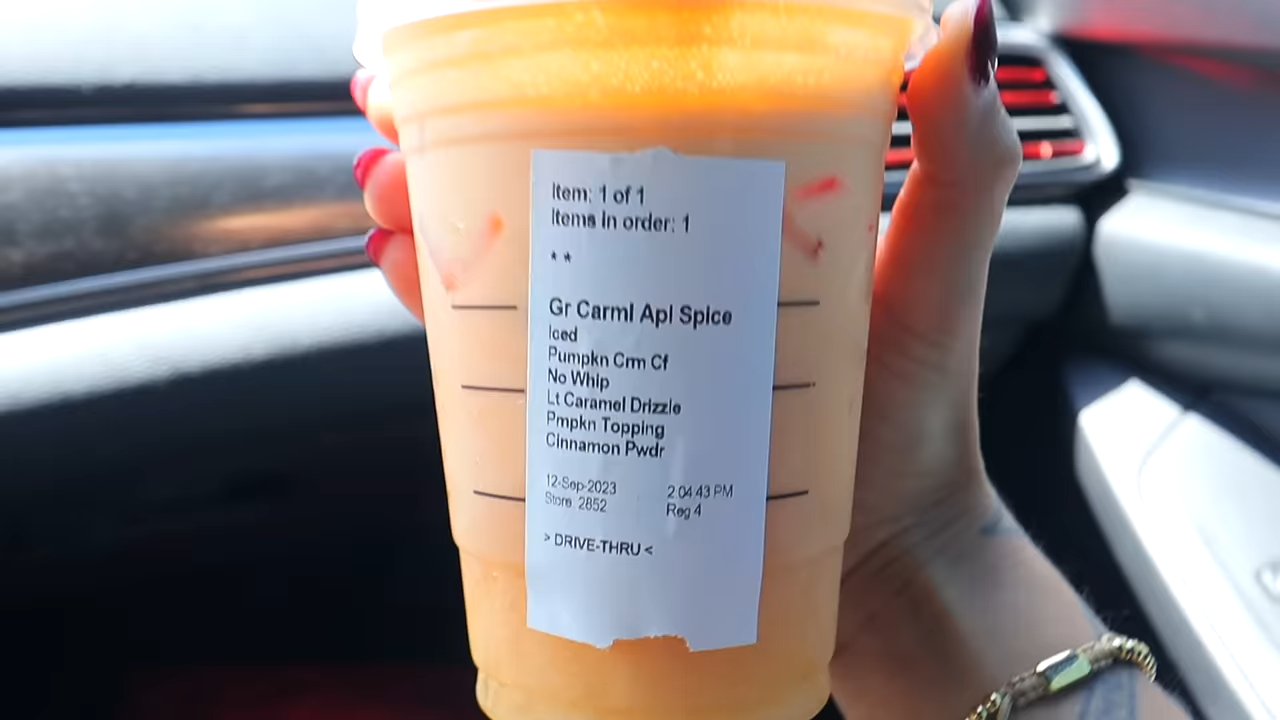 Item: 1 of 1
Items in order: 1
**
Gr Carml Apl Spice
Iced
Pumpkn Crm Cf
No Whip
Lt Caramel Drizzle
Pmpkn Topping
Cinnamon Pwdr
12-Sep-2023 2:04:43 PM
Store: 2852 Reg 4
> DRIVE-THRU <